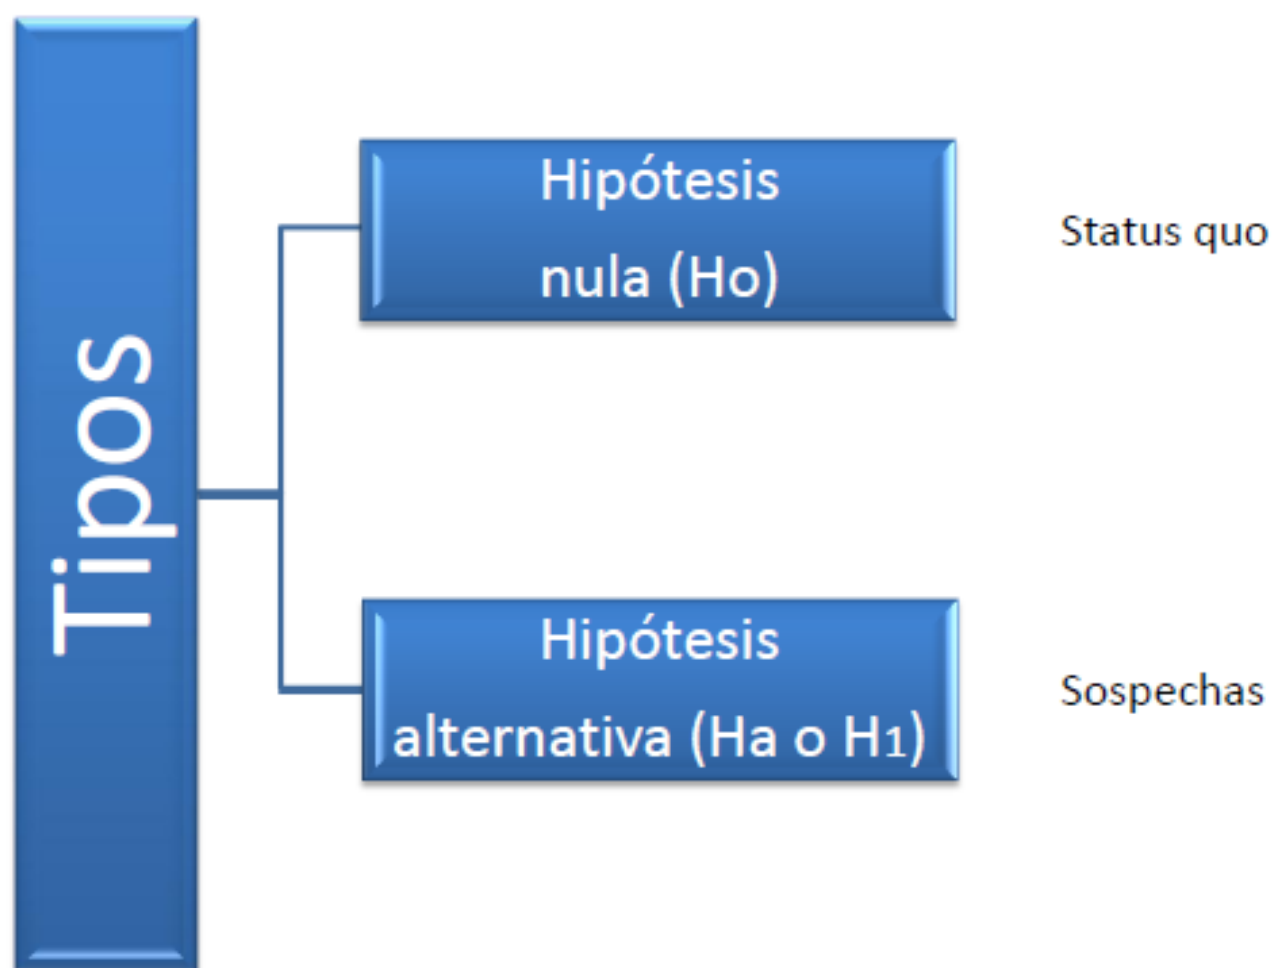 Tipos
Hipótesis
nula (Ho)
Status quo
Hipótesis
alternativa (Ha o H1)
Sospechas